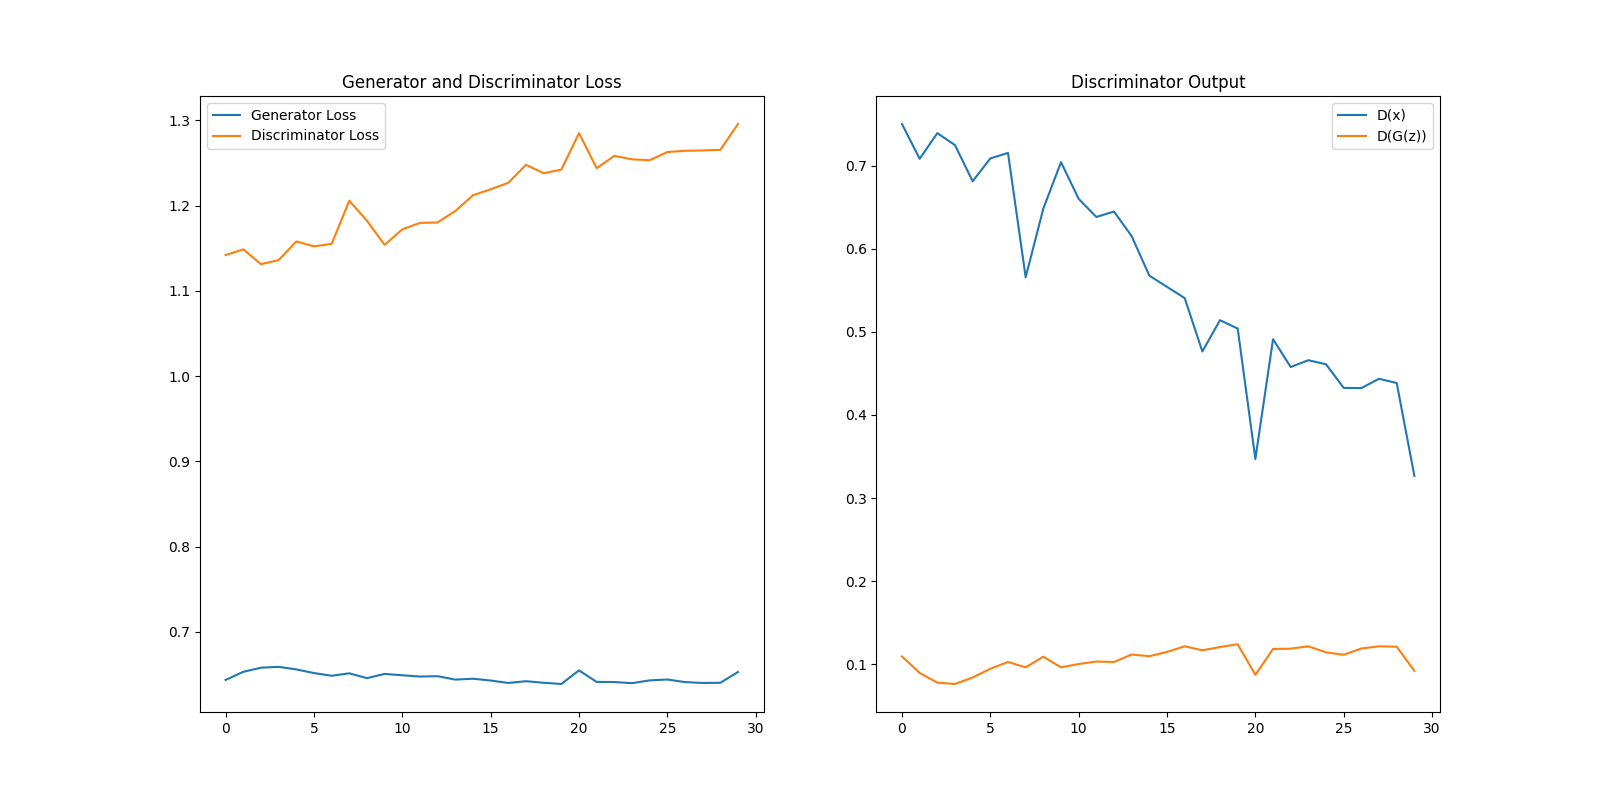 Generator and Discriminator Loss
Generator Loss
Discriminator Loss
1.3
1.2
1.1
1.0
0.9
0.8
0.7
0 5 10 15 20 25 30
Discriminator Output
D(x)
D(G(z))
0.7
0.6
0.5
0.4
0.3
0.2
0.1
0 5 10 15 20 25 30